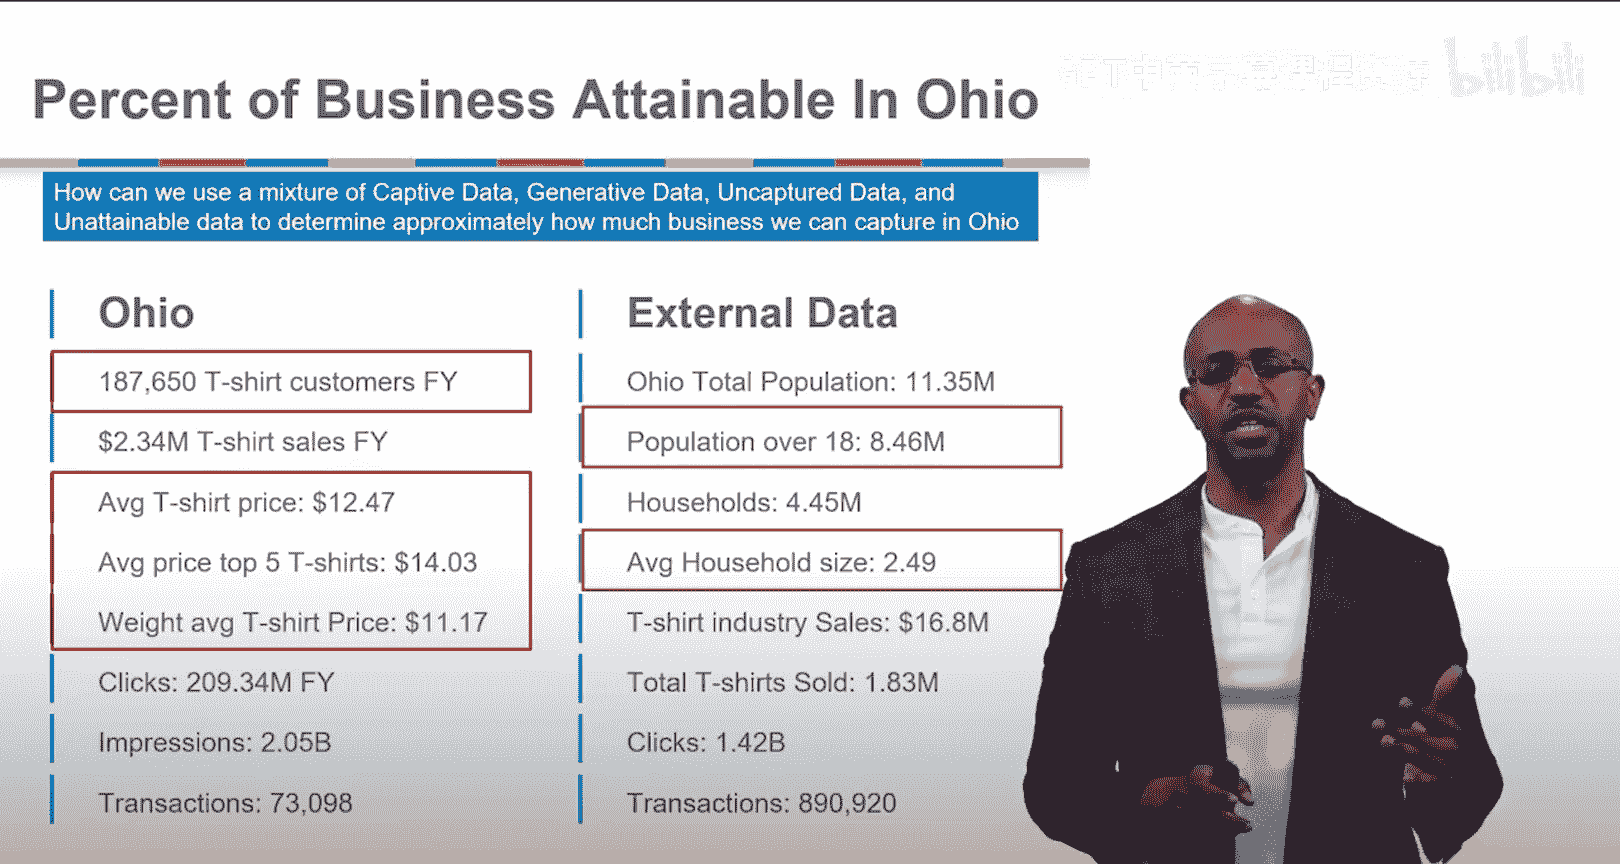 Percent of Business Attainable In Ohio
bilibili
How can we use a mixture of Captive Data, Generative Data, Uncaptured Data, and
Unattainable data to determine approximately how much business we can capture in Ohio
Ohio
187,650 T-shirt customers FY
$2.34M T-shirt sales FY
Avg T-shirt price: $12.47
Avg price top 5 T-shirts: $14.03
Weight avg T-shirt Price: $11.17
Clicks: 209.34M FY
Impressions: 2.05B
Transactions: 73,098
External Data
Ohio Total Population: 11.35M
Population over 18: 8.46M
Households: 4.45M
Avg Household size: 2.49
T-shirt industry Sales: $16.8M
Total T-shirts Sold: 1.83M
Clicks: 1.42B
Transactions: 890,920